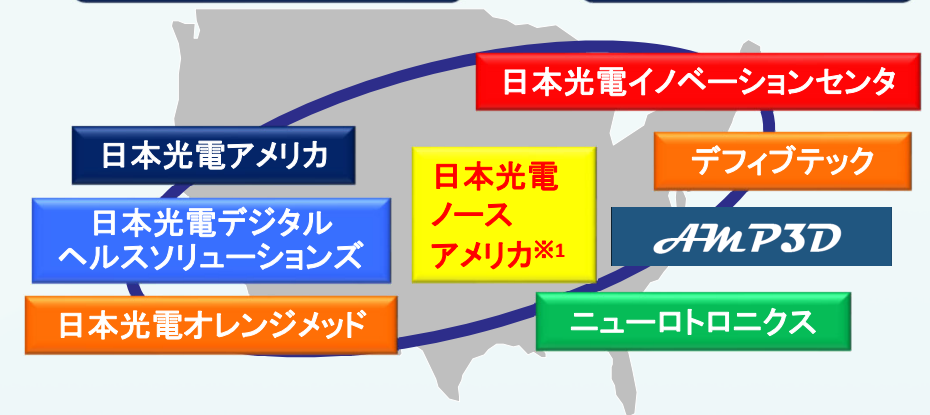 日本光電イノベーションセンタ
日本光電アメリカ
デフィブテック
日本光電
ノース
アメリカ※1
日本光電デジタル
ヘルスソリューションズ
AMP3D
日本光電オレンジメッド
ニューロトロニクス